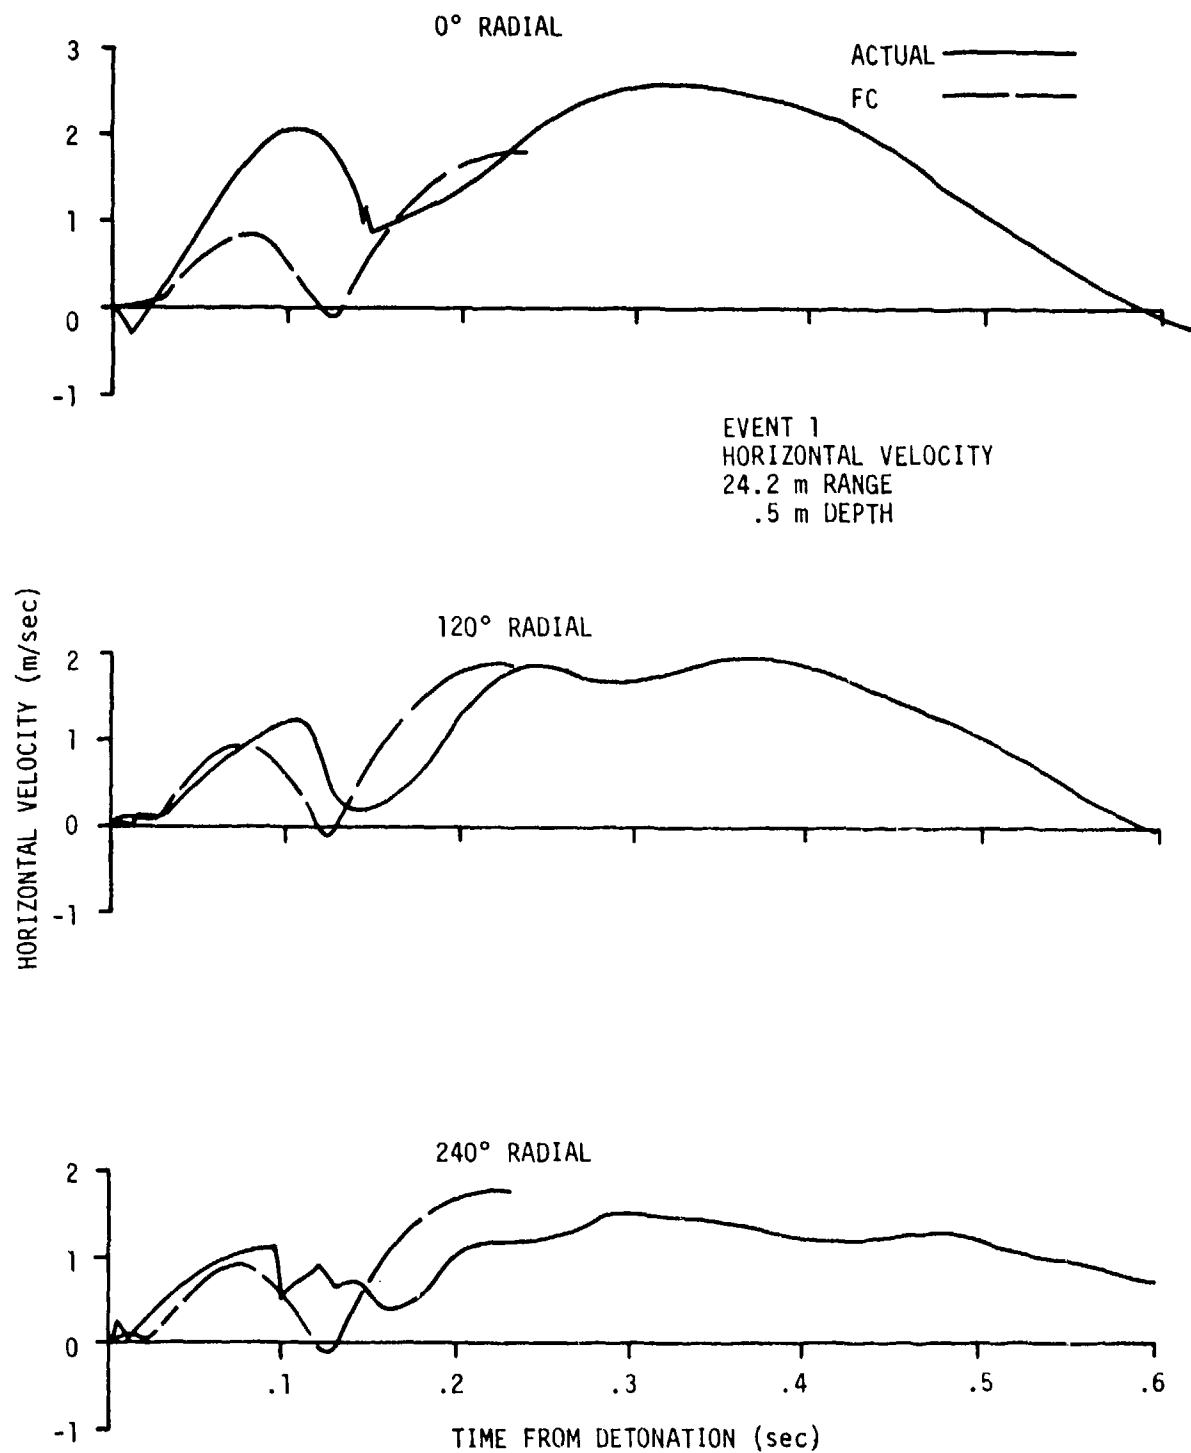 0° RADIAL
3
2
1
0
-1
ACTUAL
FC
EVENT 1
HORIZONTAL VELOCITY
24.2 m RANGE
.5 m DEPTH
HORIZONTAL VELOCITY (m/sec)
120° RADIAL
2
1
0
-1
240° RADIAL
2
1
0
-1
.1 .2 .3 .4 .5 .6
TIME FROM DETONATION (sec)